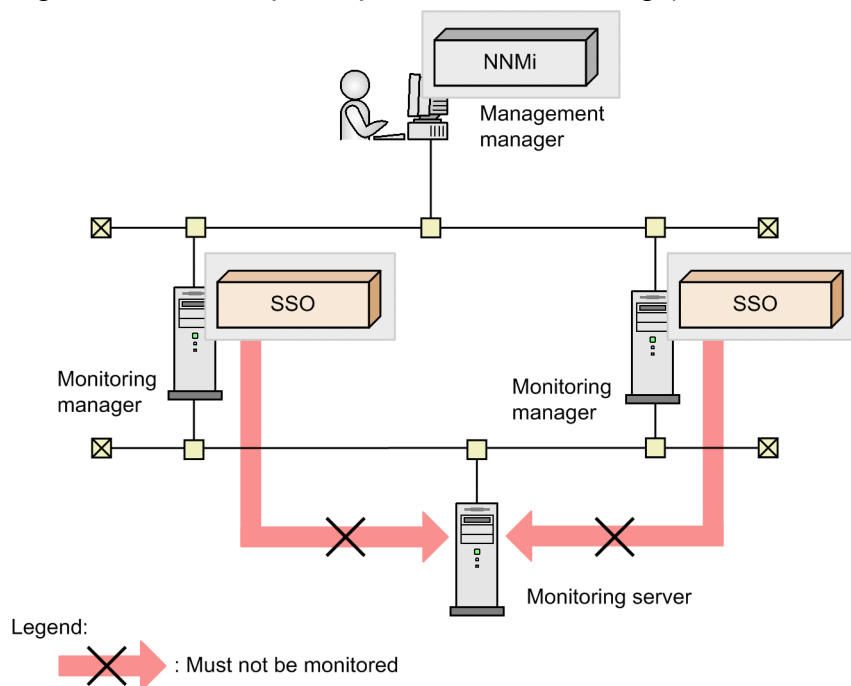 NNMi
Management
manager
SSO
SSO
Monitoring
manager
Monitoring
manager
Monitoring server
Legend:
: Must not be monitored